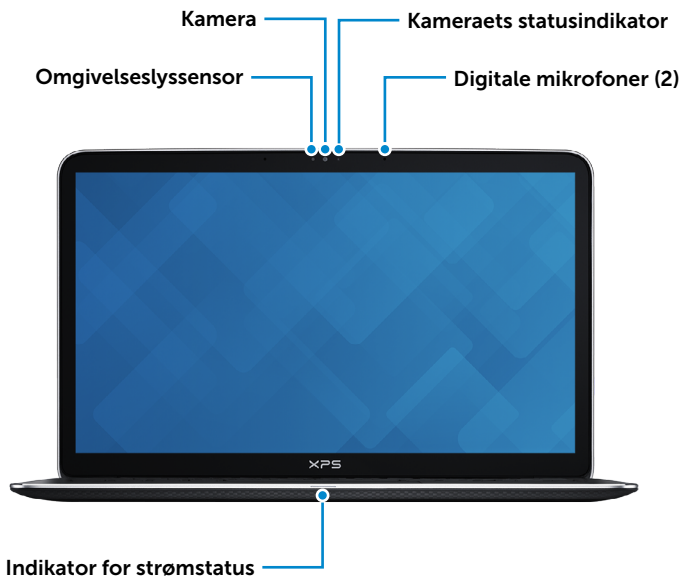 Kamera
Kameraets statusindikator
Omgivelseslyssensor
Digitale mikrofoner (2)
XPS
Indikator for strømstatus